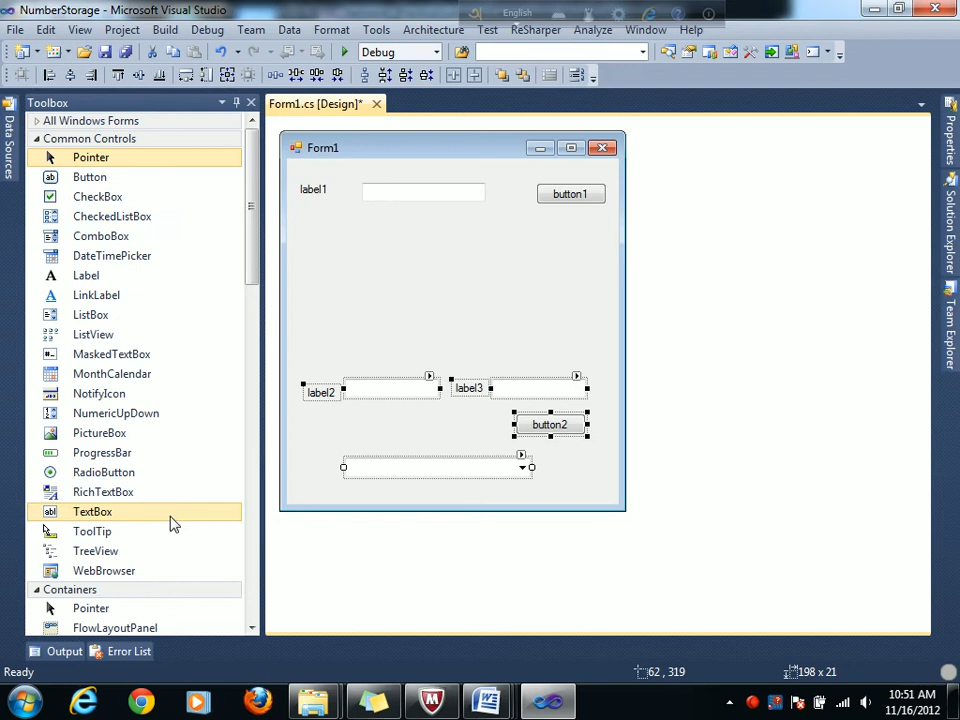 NumberStorage - Microsoft Visual Studio
English
File Edit View Project Build Debug Team Data Format Tools Architecture Test ReSharper Analyze Window Help
Debug
Toolbox
Form1.cs [Design]*
All Windows Forms
Common Controls
Pointer
Button
CheckBox
CheckedListBox
ComboBox
DateTimePicker
Label
LinkLabel
ListBox
ListView
MaskedTextBox
MonthCalendar
NotifyIcon
NumericUpDown
PictureBox
ProgressBar
RadioButton
RichTextBox
TextBox
ToolTip
TreeView
WebBrowser
Containers
Pointer
FlowLayoutPanel
Data Sources
Form1
label1
button1
label2
label3
button2
Properties
Solution Explorer
Team Explorer
Output
Error List
Ready
62 , 319
198 x 21
10:51 AM
11/16/2012